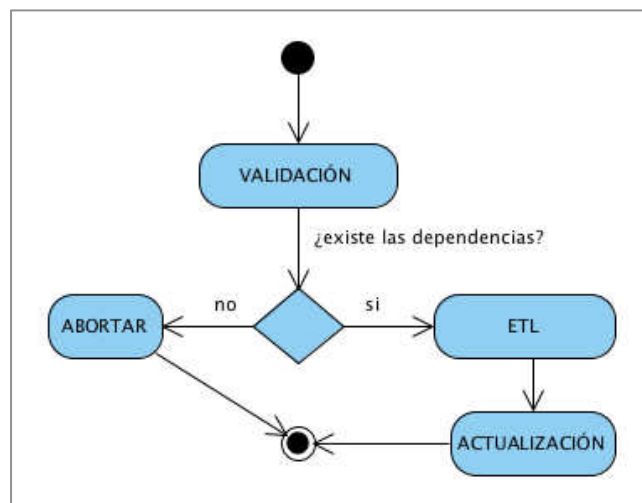 VALIDACIÓN
¿existe las dependencias?
no
si
ABORTAR
ETL
ACTUALIZACIÓN